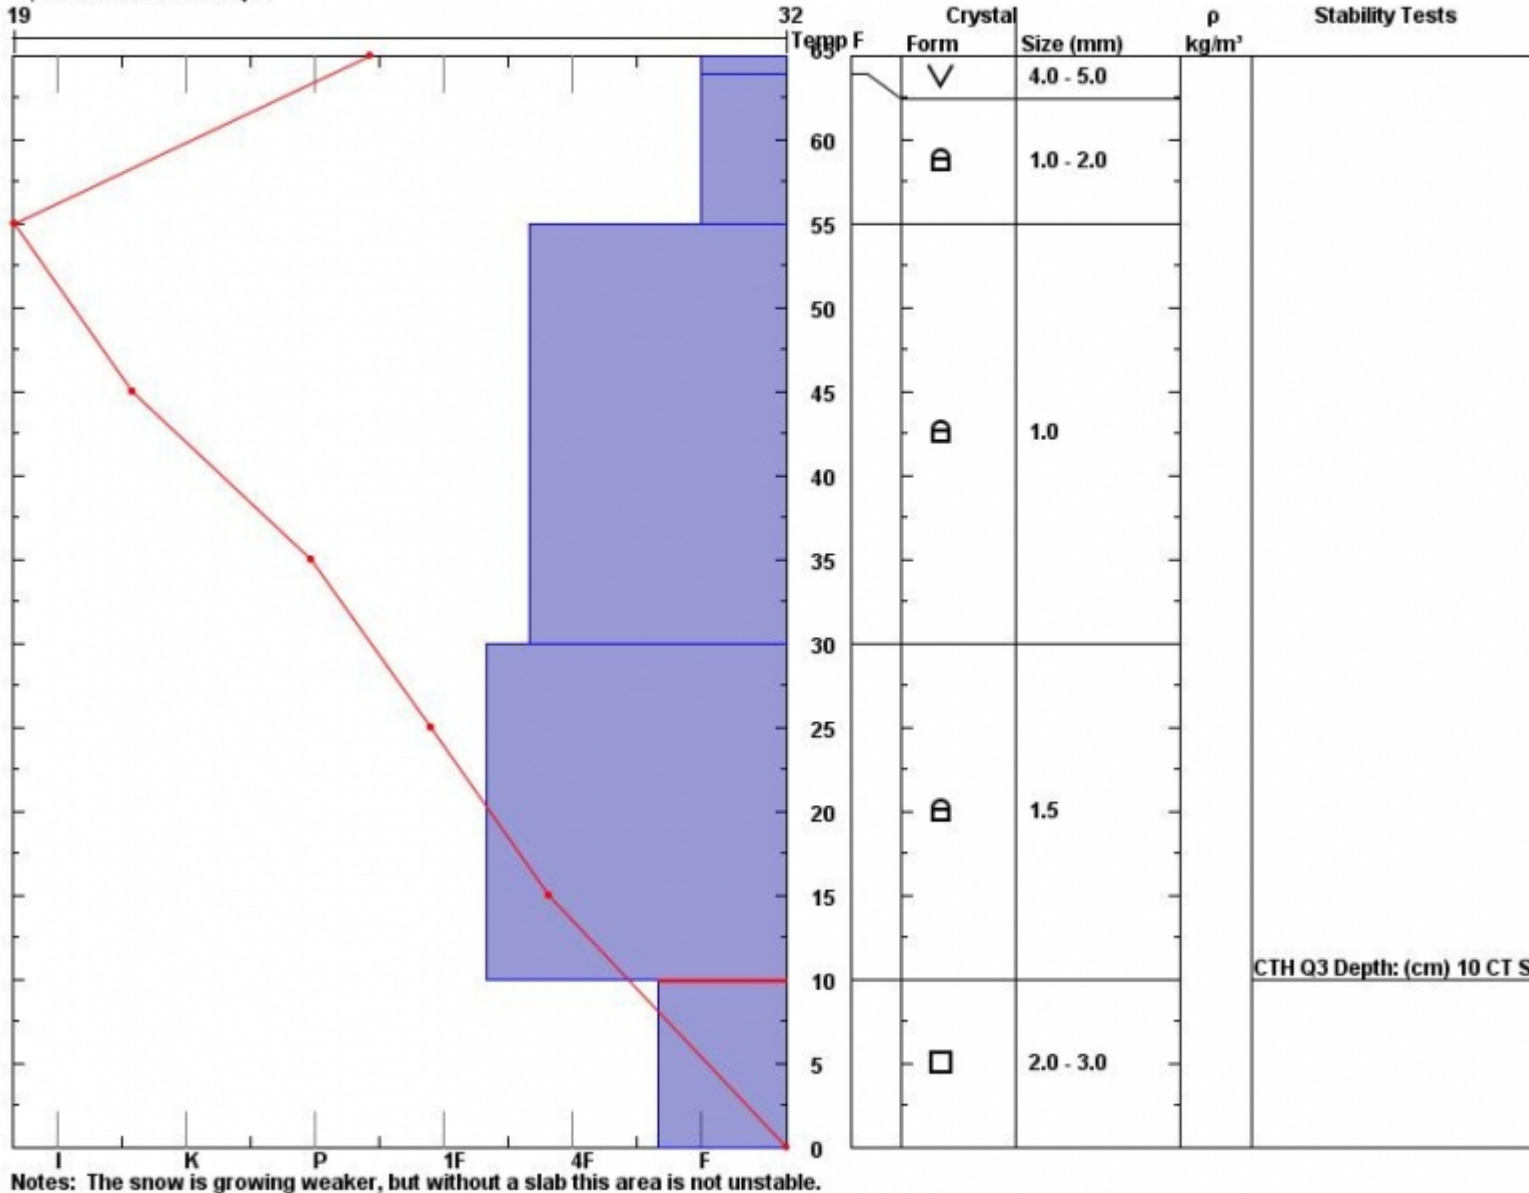 19 32 Crystal ρ Stability Tests
Temp F Form Size (mm) kg/m³
65
4.0 - 5.0
60
1.0 - 2.0
55
50
45
1.0
40
35
30
25
20
1.5
15
10 CTH Q3 Depth: (cm) 10 CT S
5
2.0 - 3.0
0
I K P 1F 4F F
Notes: The snow is growing weaker, but without a slab this area is not unstable.